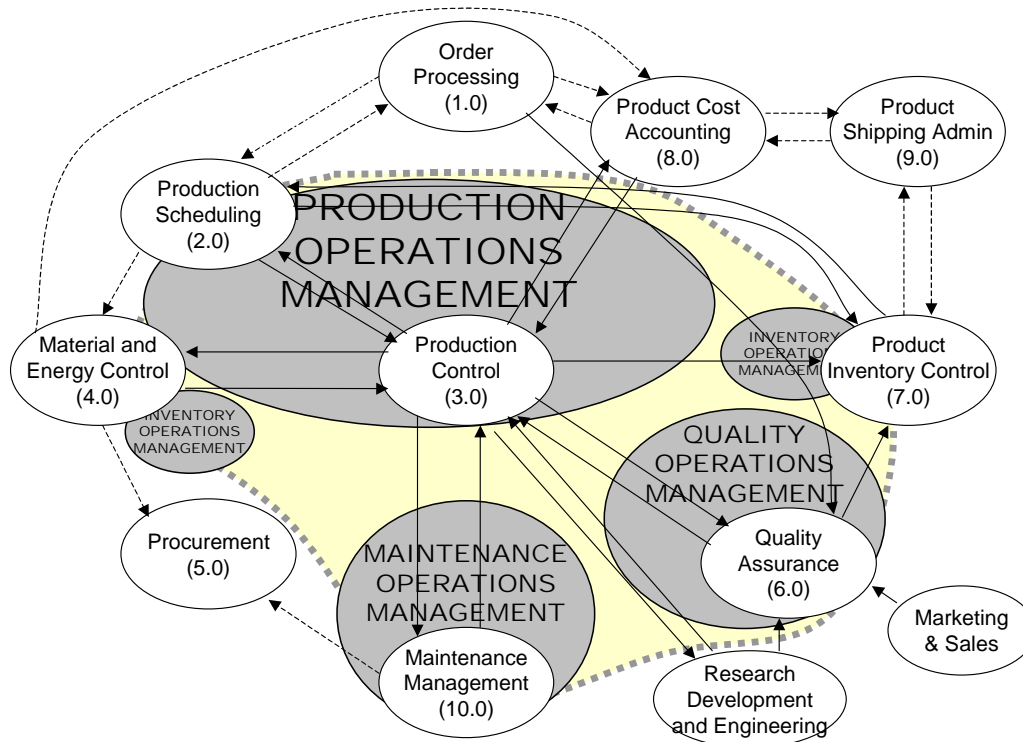 Order
Processing
(1.0)
Product Cost
Accounting
(8.0)
Product
Shipping Admin
(9.0)
Production
Scheduling
(2.0)
PRODUCTION
OPERATIONS
MANAGEMENT
Material and
Energy Control
(4.0)
Production
Control
(3.0)
INVENTORY
OPERATIONS
MANAGEMENT
Product
Inventory Control
(7.0)
INVENTORY
OPERATIONS
MANAGEMENT
QUALITY
OPERATIONS
MANAGEMENT
Procurement
(5.0)
MAINTENANCE
OPERATIONS
MANAGEMENT
Quality
Assurance
(6.0)
Marketing
& Sales
Maintenance
Management
(10.0)
Research
Development
and Engineering